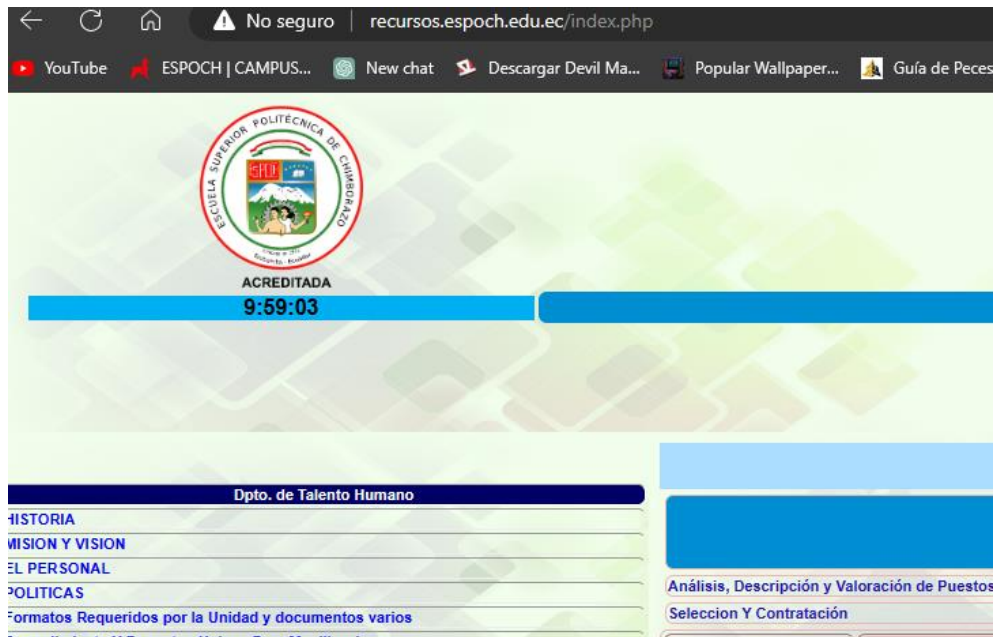 No seguro | recursos.espoch.edu.ec/index.php
YouTube ESPOCH | CAMPUS... New chat Descargar Devil Ma... Popular Wallpaper... Guía de Peces
ESCUELA SUPERIOR POLITÉCNICA DE CHIMBORAZO
ESPOCH
ACREDITADA
9:59:03
Dpto. de Talento Humano
HISTORIA
MISION Y VISION
EL PERSONAL
POLITICAS
Formatos Requeridos por la Unidad y documentos varios
Análisis, Descripción y Valoración de Puestos
Seleccion Y Contratación